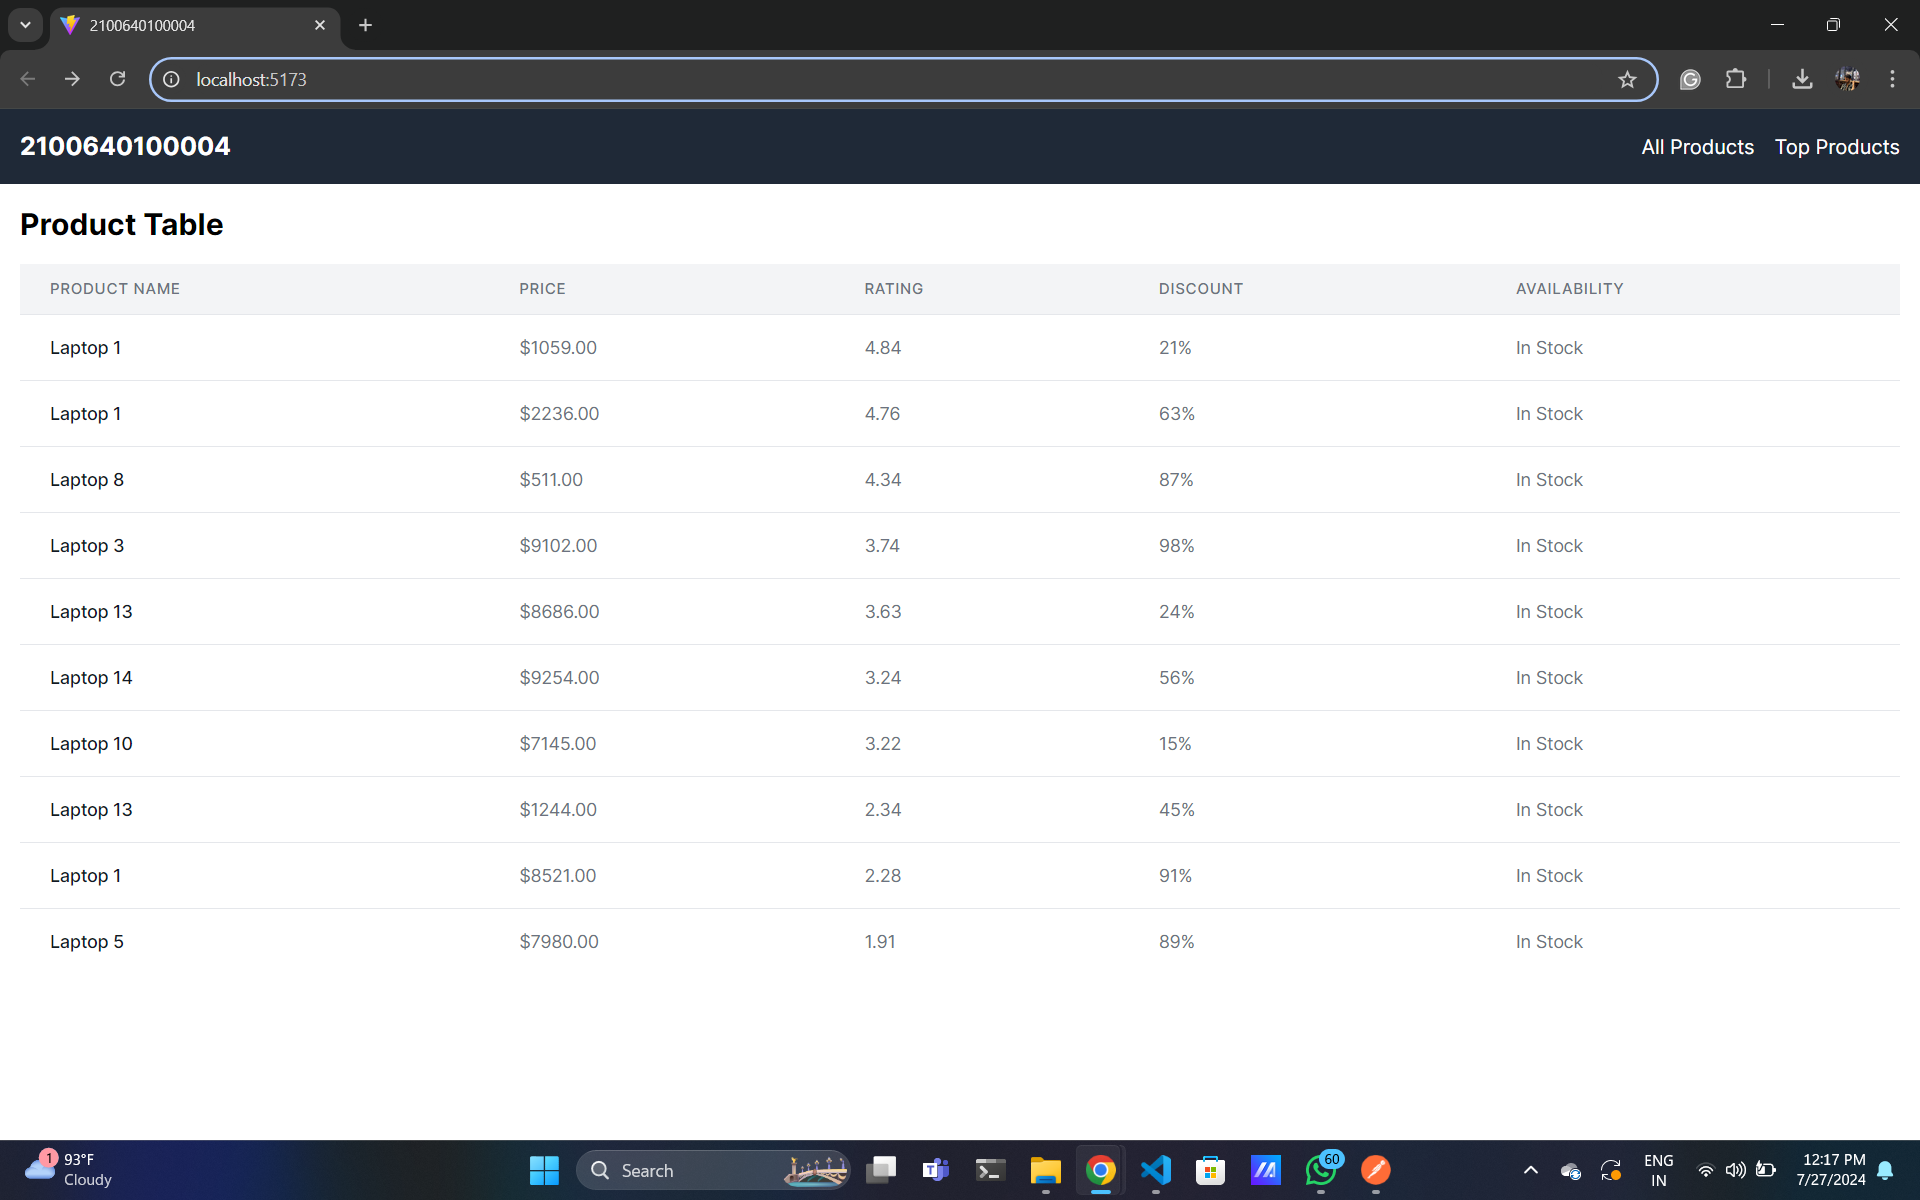 2100640100004
localhost:5173
2100640100004 All Products Top Products
Product Table
PRODUCT NAME PRICE RATING DISCOUNT AVAILABILITY
Laptop 1 $1059.00 4.84 21% In Stock
Laptop 1 $2236.00 4.76 63% In Stock
Laptop 8 $511.00 4.34 87% In Stock
Laptop 3 $9102.00 3.74 98% In Stock
Laptop 13 $8686.00 3.63 24% In Stock
Laptop 14 $9254.00 3.24 56% In Stock
Laptop 10 $7145.00 3.22 15% In Stock
Laptop 13 $1244.00 2.34 45% In Stock
Laptop 1 $8521.00 2.28 91% In Stock
Laptop 5 $7980.00 1.91 89% In Stock
1 93°F
Cloudy
Search
60
ENG
IN
12:17 PM
7/27/2024